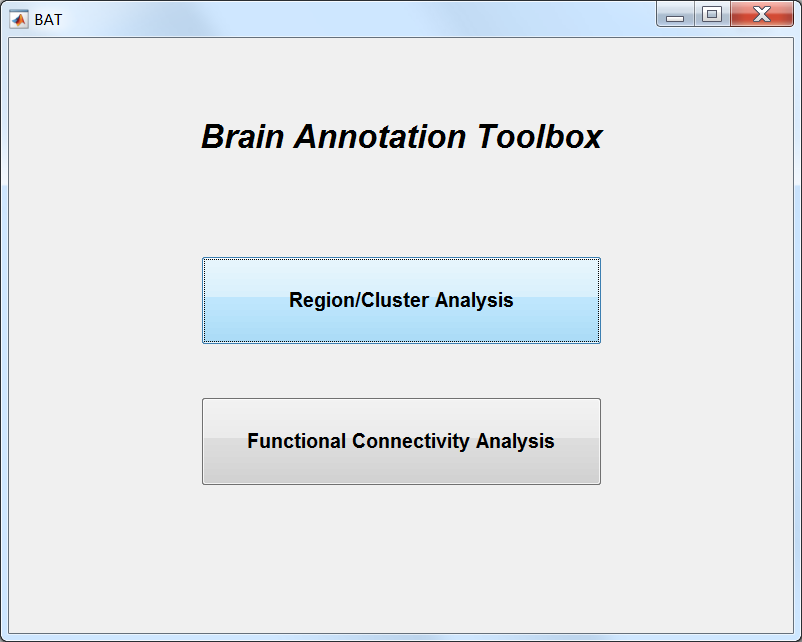 BAT
Brain Annotation Toolbox
Region/Cluster Analysis
Functional Connectivity Analysis